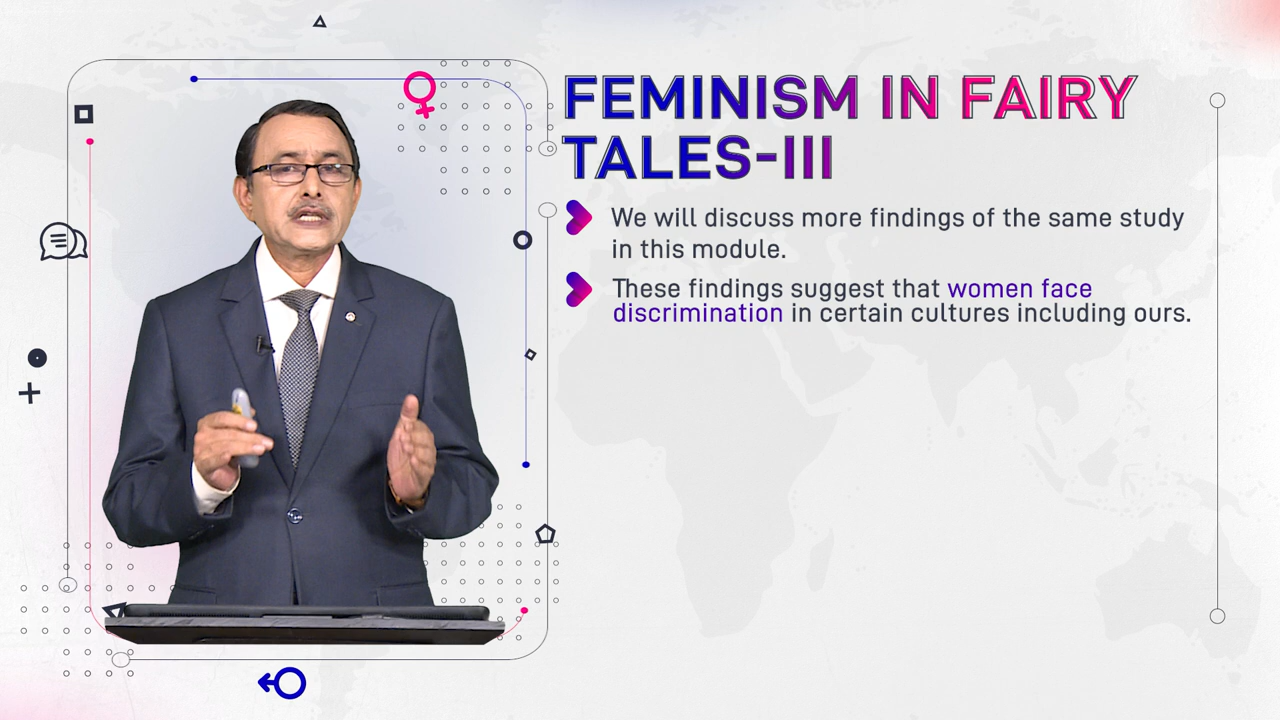 FEMINISM IN FAIRY
TALES-III
We will discuss more findings of the same study
in this module.
These findings suggest that women face
discrimination in certain cultures including ours.